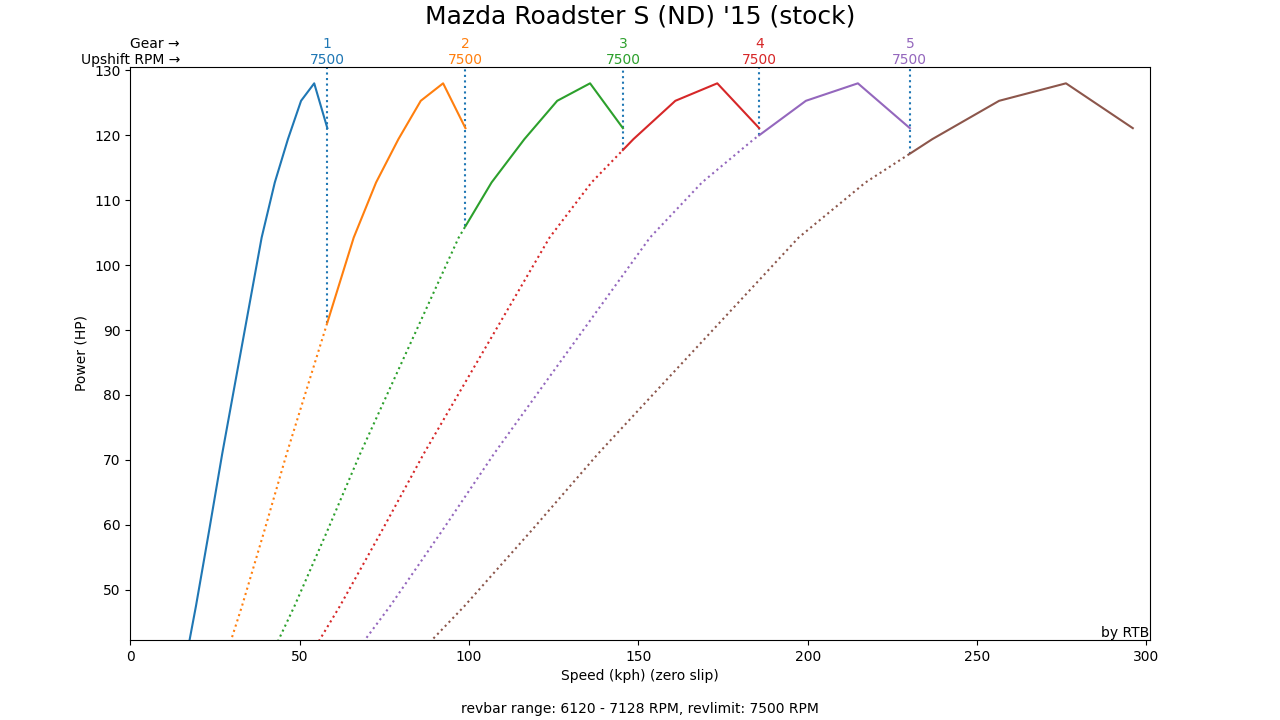 Mazda Roadster S (ND) '15 (stock)
Gear → 1 2 3 4 5
Upshift RPM → 7500 7500 7500 7500 7500
130
120
110
100
90
80
70
60
50
Power (HP)
by RTB
0 50 100 150 200 250 300
Speed (kph) (zero slip)
revbar range: 6120 - 7128 RPM, revlimit: 7500 RPM